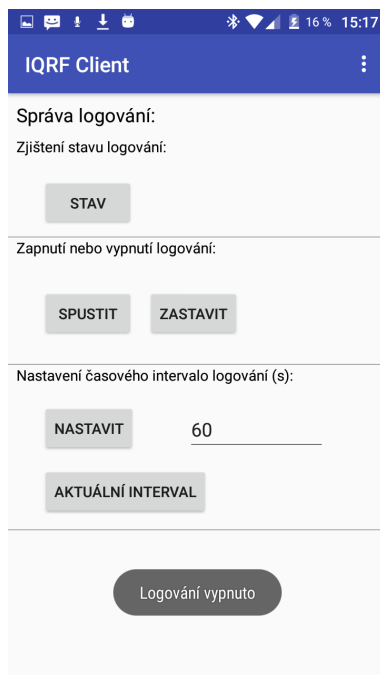 16 % 15:17
IQRF Client
Správa logování:
Zjištění stavu logování:
STAV
Zapnutí nebo vypnutí logování:
SPUSTIT ZASTAVIT
Nastavení časového intervalo logování (s):
NASTAVIT 60
AKTUÁLNÍ INTERVAL
Logování vypnuto